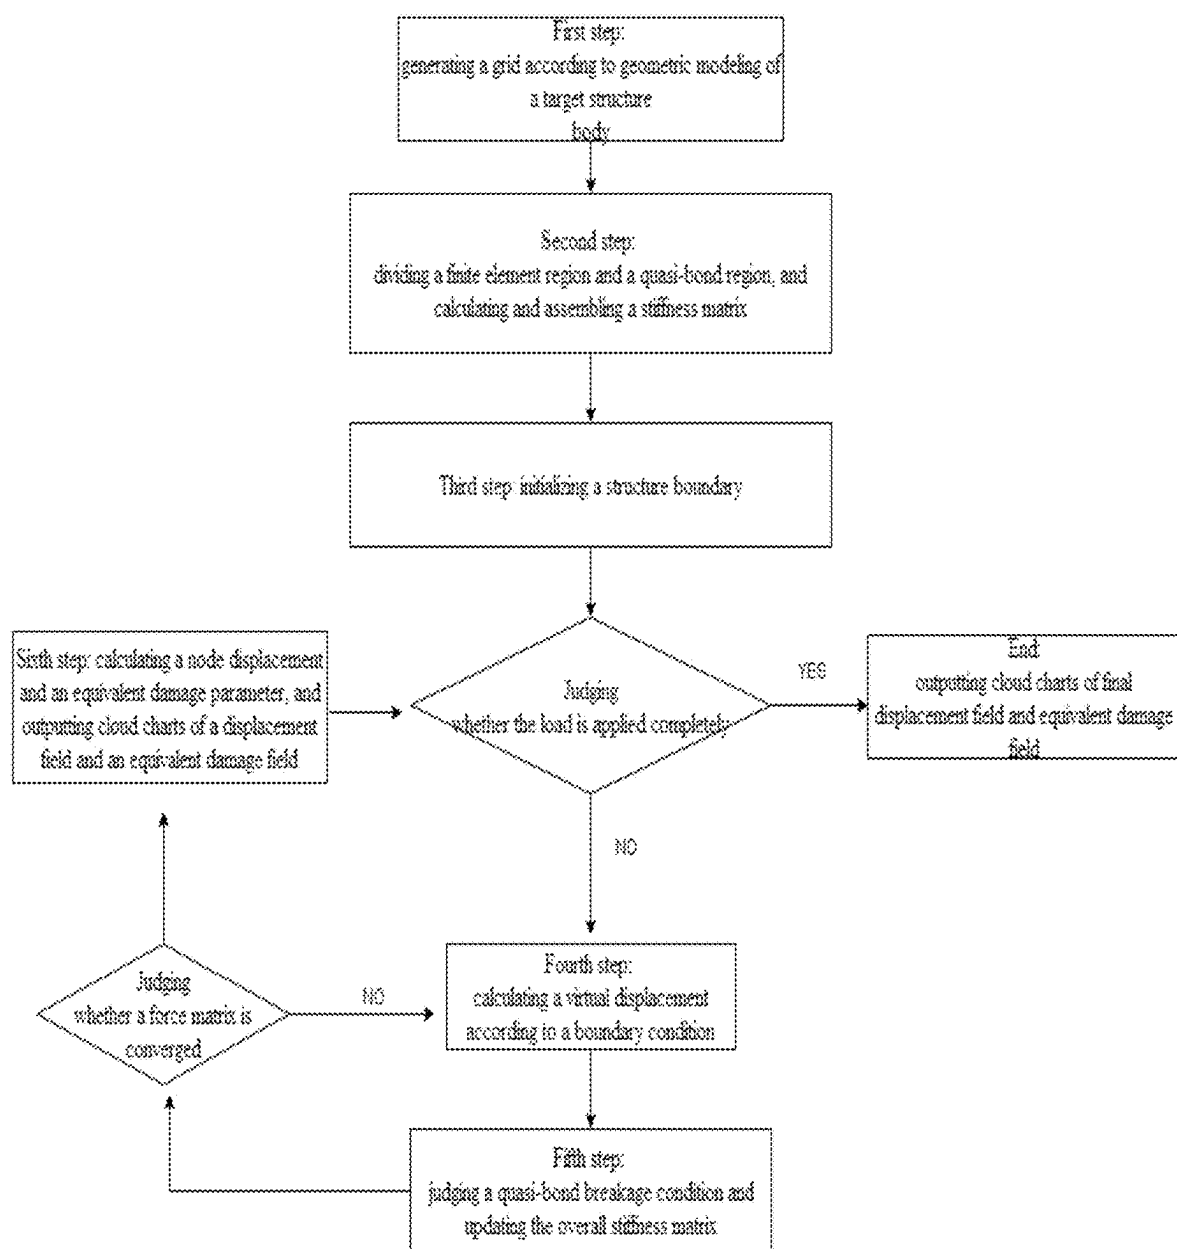 First step:
generating a grid according to geometric modeling of
a target structure
body
Second step:
dividing a finite element region and a quasi-bond region, and
calculating and assembling a stiffness matrix
Third step: initializing a structure boundary
Sixth step: calculating a node displacement
and an equivalent damage parameter, and
outputting cloud charts of a displacement
field and an equivalent damage field
Judging
whether the load is applied completely
YES
End:
outputting cloud charts of final
displacement field and equivalent damage
field
NO
Judging
whether a force matrix is
converged
NO
Fourth step:
calculating a virtual displacement
according to a boundary condition
Fifth step:
judging a quasi-bond breakage condition and
updating the overall stiffness matrix